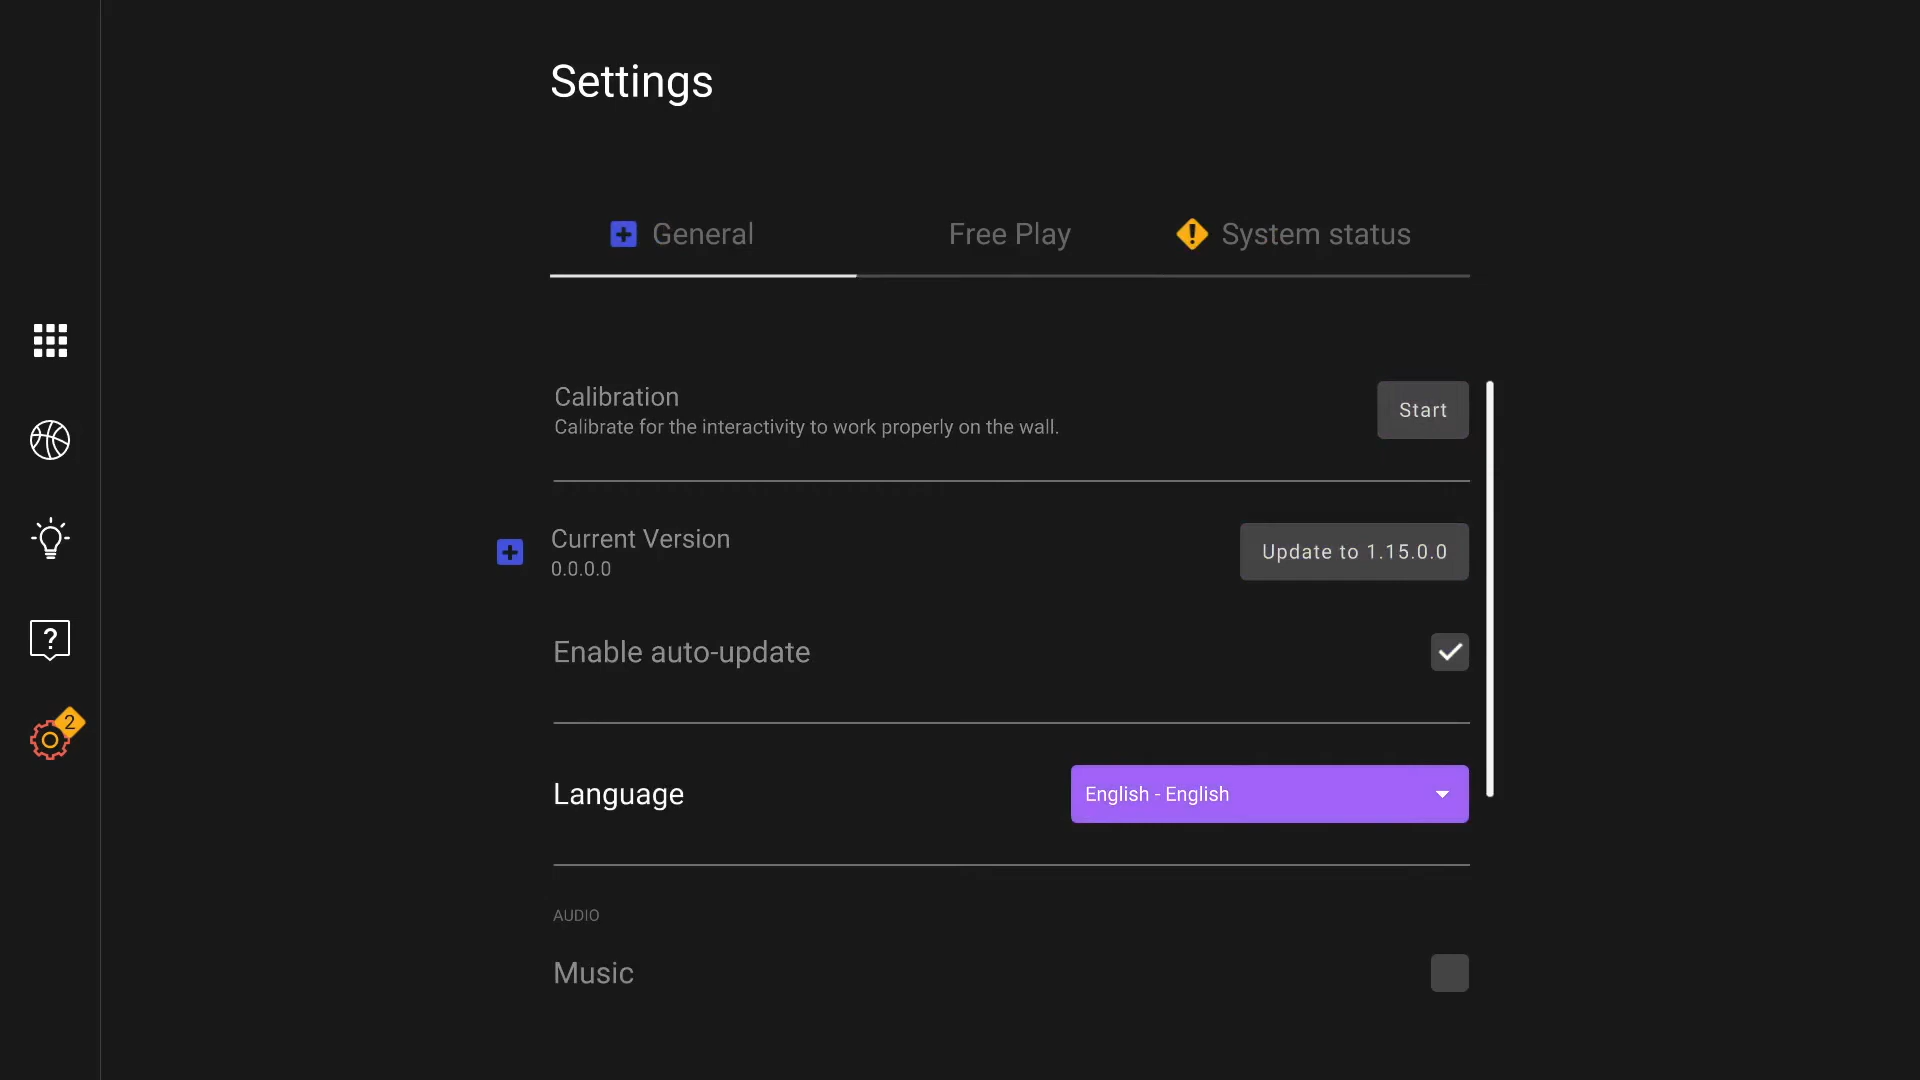 Settings
General
Free Play
System status
Calibration
Calibrate for the interactivity to work properly on the wall.
Start
Current Version
0.0.0.0
Update to 1.15.0.0
Enable auto-update
2
Language
English - English
AUDIO
Music